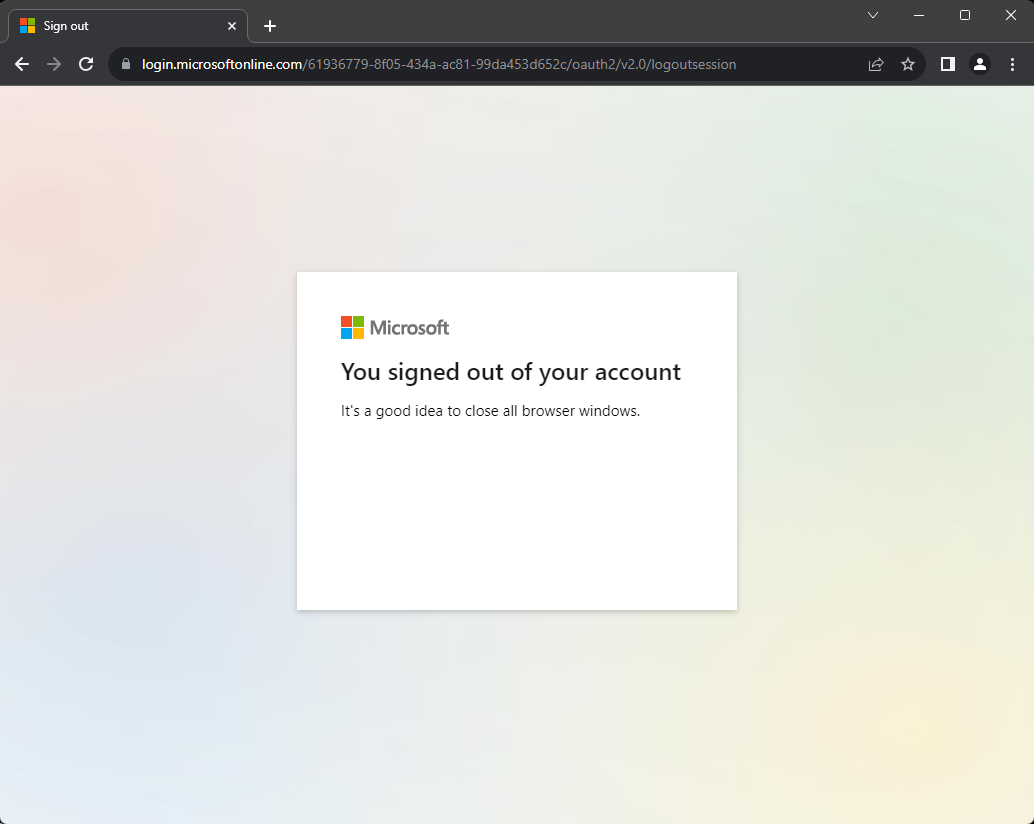 Sign out
login.microsoftonline.com/61936779-8f05-434a-ac81-99da453d652c/oauth2/v2.0/logoutsession
Microsoft
You signed out of your account
It's a good idea to close all browser windows.